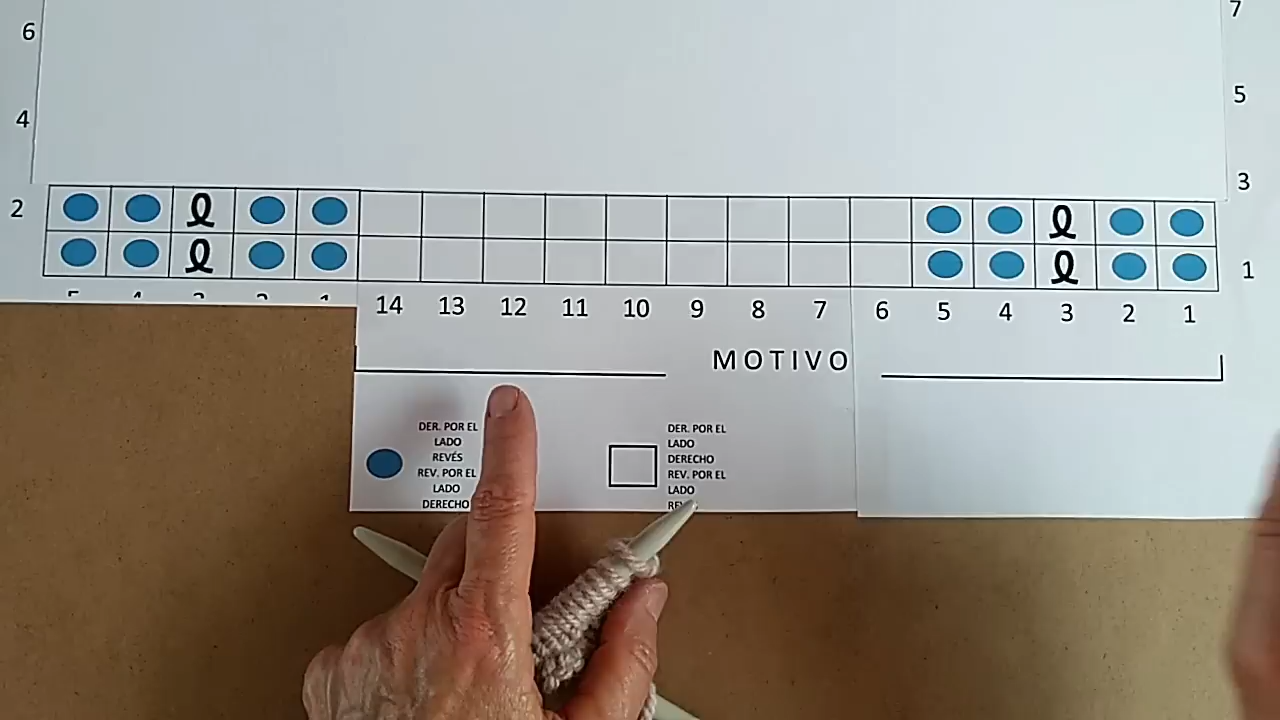 6
7
4
5
3
2
1
14 13 12 11 10 9 8 7 6 5 4 3 2 1
MOTIVO
DER. POR EL
LADO
REVÉS
REV. POR EL
LADO
DERECHO
DER. POR EL
LADO
DERECHO
REV. POR EL
LADO